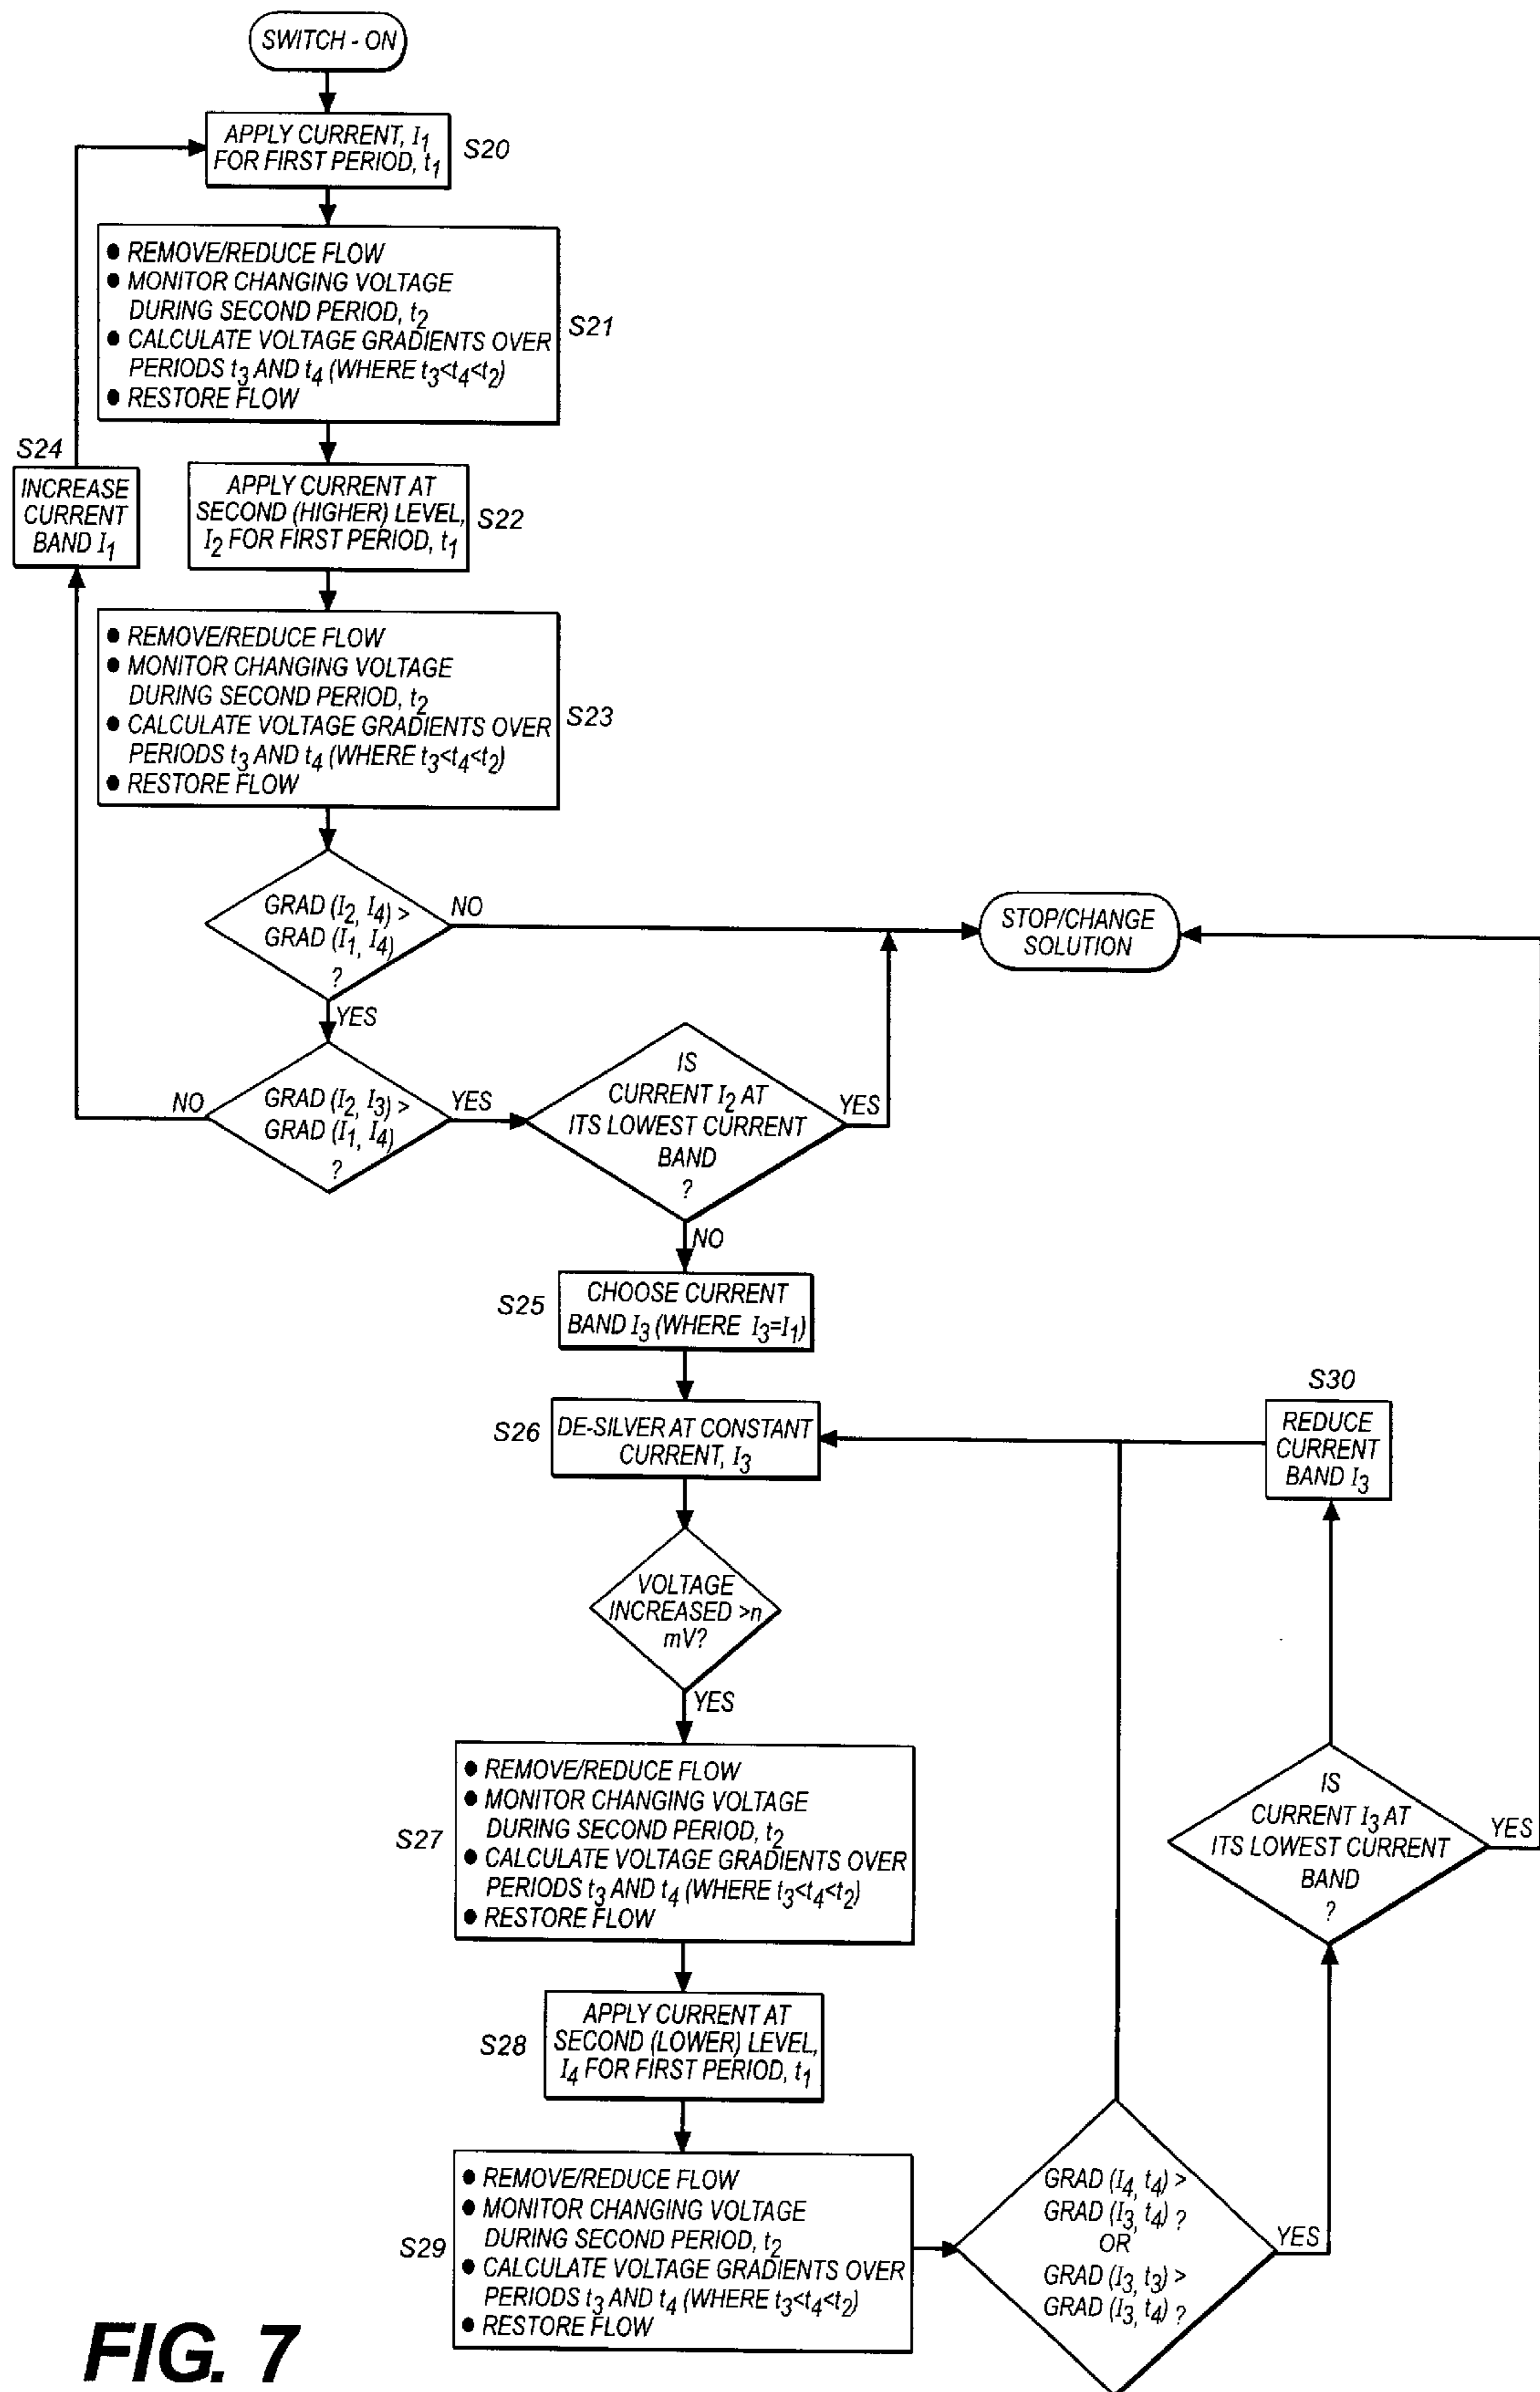 SWITCH - ON
APPLY CURRENT, I1
FOR FIRST PERIOD, t1
S20
● REMOVE/REDUCE FLOW
● MONITOR CHANGING VOLTAGE
DURING SECOND PERIOD, t2
● CALCULATE VOLTAGE GRADIENTS OVER
PERIODS t3 AND t4 (WHERE t3<t4<t2)
● RESTORE FLOW
S21
S24
INCREASE
CURRENT
BAND I1
APPLY CURRENT AT
SECOND (HIGHER) LEVEL,
I2 FOR FIRST PERIOD, t1
S22
● REMOVE/REDUCE FLOW
● MONITOR CHANGING VOLTAGE
DURING SECOND PERIOD, t2
● CALCULATE VOLTAGE GRADIENTS OVER
PERIODS t3 AND t4 (WHERE t3<t4<t2)
● RESTORE FLOW
S23
GRAD (I2, I4) >
GRAD (I1, I4)
?
NO
YES
STOP/CHANGE
SOLUTION
NO
GRAD (I2, I3) >
GRAD (I1, I4)
?
YES
IS
CURRENT I2 AT
ITS LOWEST CURRENT
BAND
?
YES
NO
S25
CHOOSE CURRENT
BAND I3 (WHERE I3=I1)
S26
DE-SILVER AT CONSTANT
CURRENT, I3
S30
REDUCE
CURRENT
BAND I3
VOLTAGE
INCREASED >n
mV?
YES
S27
● REMOVE/REDUCE FLOW
● MONITOR CHANGING VOLTAGE
DURING SECOND PERIOD, t2
● CALCULATE VOLTAGE GRADIENTS OVER
PERIODS t3 AND t4 (WHERE t3<t4<t2)
● RESTORE FLOW
IS
CURRENT I3 AT
ITS LOWEST CURRENT
BAND
?
YES
S28
APPLY CURRENT AT
SECOND (LOWER) LEVEL,
I4 FOR FIRST PERIOD, t1
S29
● REMOVE/REDUCE FLOW
● MONITOR CHANGING VOLTAGE
DURING SECOND PERIOD, t2
● CALCULATE VOLTAGE GRADIENTS OVER
PERIODS t3 AND t4 (WHERE t3<t4<t2)
● RESTORE FLOW
GRAD (I4, t4) >
GRAD (I3, t4) ?
OR
GRAD (I3, t3) >
GRAD (I3, t4) ?
YES
FIG. 7